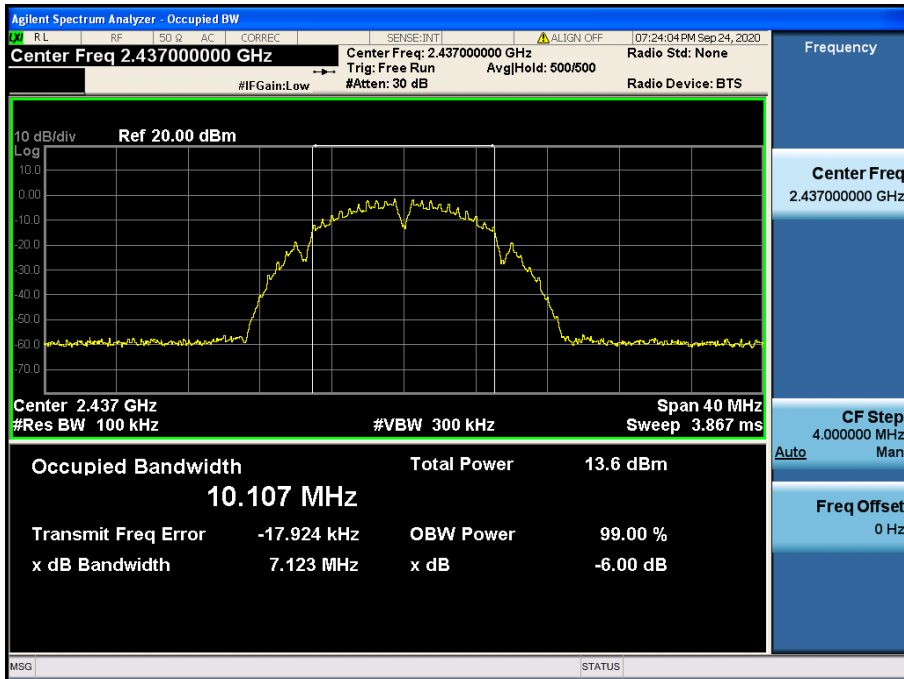 Agilent Spectrum Analyzer - Occupied BW
LXI RL RF 50 Ω AC CORREC SENSE:INT ALIGN OFF 07:24:04 PM Sep 24, 2020
Center Freq 2.437000000 GHz
Center Freq: 2.437000000 GHz Radio Std: None
Trig: Free Run Avg|Hold: 500/500
#IFGain:Low #Atten: 30 dB Radio Device: BTS
Frequency
10 dB/div Ref 20.00 dBm
Log
10.0
0.00
-10.0
-20.0
-30.0
-40.0
-50.0
-60.0
-70.0
Center 2.437 GHz Span 40 MHz
#Res BW 100 kHz #VBW 300 kHz Sweep 3.867 ms
Occupied Bandwidth Total Power 13.6 dBm
10.107 MHz
Transmit Freq Error -17.924 kHz OBW Power 99.00 %
x dB Bandwidth 7.123 MHz x dB -6.00 dB
Center Freq
2.437000000 GHz
CF Step
4.000000 MHz
Auto Man
Freq Offset
0 Hz
MSG STATUS